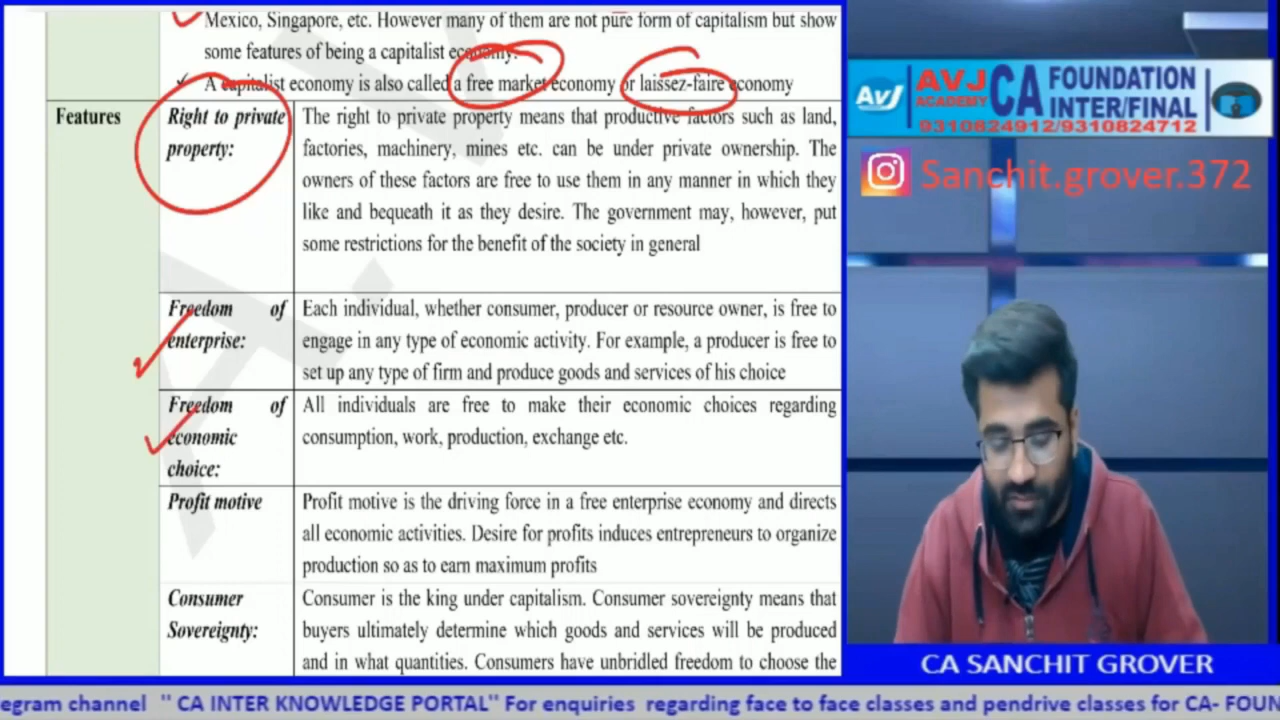 Mexico, Singapore, etc. However many of them are not pure form of capitalism but show
some features of being a capitalist economy.
A capitalist economy is also called a free market economy or laissez-faire economy
Features
Right to private
property:
The right to private property means that productive factors such as land,
factories, machinery, mines etc. can be under private ownership. The
owners of these factors are free to use them in any manner in which they
like and bequeath it as they desire. The government may, however, put
some restrictions for the benefit of the society in general
Freedom of
enterprise:
Each individual, whether consumer, producer or resource owner, is free to
engage in any type of economic activity. For example, a producer is free to
set up any type of firm and produce goods and services of his choice
Freedom of
economic
choice:
All individuals are free to make their economic choices regarding
consumption, work, production, exchange etc.
Profit motive
Profit motive is the driving force in a free enterprise economy and directs
all economic activities. Desire for profits induces entrepreneurs to organize
production so as to earn maximum profits
Consumer
Sovereignty:
Consumer is the king under capitalism. Consumer sovereignty means that
buyers ultimately determine which goods and services will be produced
and in what quantities. Consumers have unbridled freedom to choose the
AVJ
AVJ
ACADEMY
CA
FOUNDATION
INTER/FINAL
9310824912/9310824712
Sanchit.grover.372
CA SANCHIT GROVER
egram channel '' CA INTER KNOWLEDGE PORTAL'' For enquiries regarding face to face classes and pendrive classes for CA- FOUN